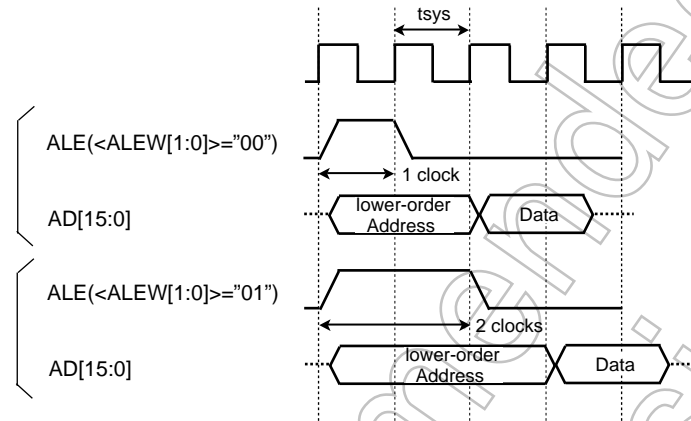 tsys
ALE(<ALEW[1:0]>=”00”)
1 clock
AD[15:0]
lower-order
Address
Data
ALE(<ALEW[1:0]>=”01”)
2 clocks
AD[15:0]
lower-order
Address
Data